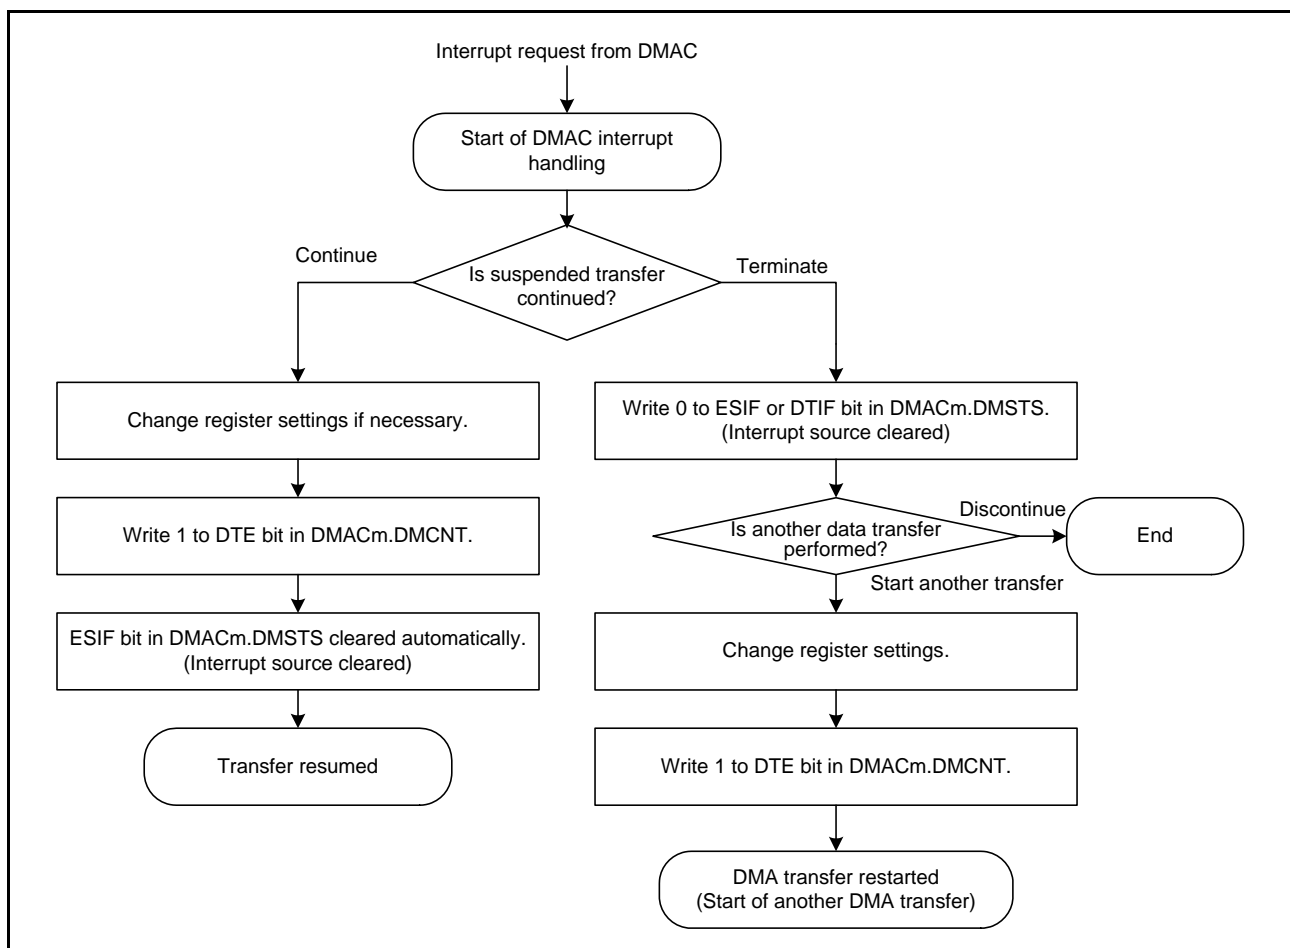 Interrupt request from DMAC
Start of DMAC interrupt
handling
Is suspended transfer
continued?
Continue
Terminate
Change register settings if necessary.
Write 1 to DTE bit in DMACm.DMCNT.
ESIF bit in DMACm.DMSTS cleared automatically.
(Interrupt source cleared)
Transfer resumed
Write 0 to ESIF or DTIF bit in DMACm.DMSTS.
(Interrupt source cleared)
Is another data transfer
performed?
Discontinue
End
Start another transfer
Change register settings.
Write 1 to DTE bit in DMACm.DMCNT.
DMA transfer restarted
(Start of another DMA transfer)